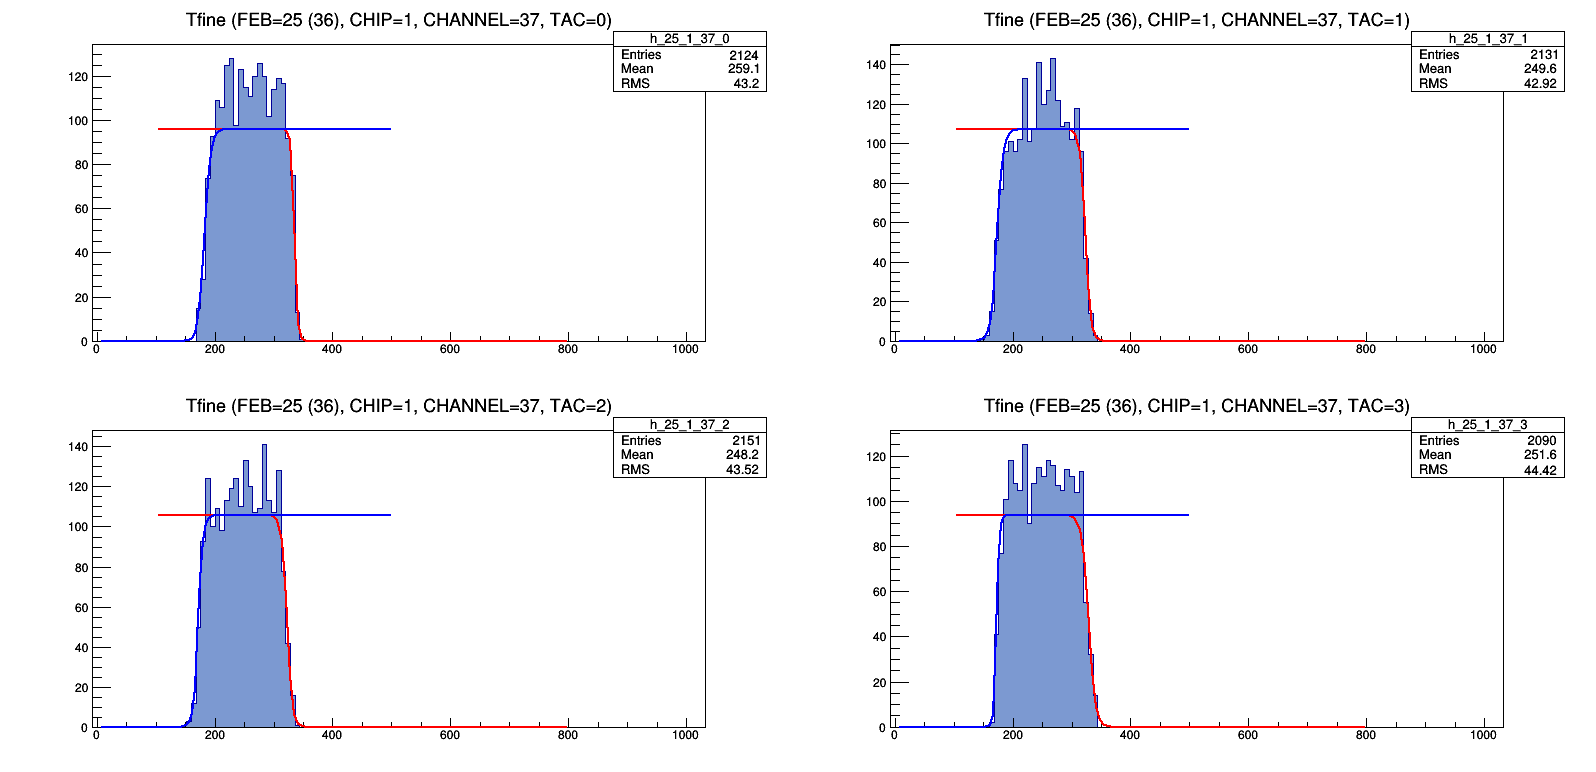 Tfine (FEB=25 (36), CHIP=1, CHANNEL=37, TAC=0)
h_25_1_37_0
Entries 2124
Mean 259.1
RMS 43.2
120
100
80
60
40
20
0
0 200 400 600 800 1000
Tfine (FEB=25 (36), CHIP=1, CHANNEL=37, TAC=1)
h_25_1_37_1
Entries 2131
Mean 249.6
RMS 42.92
140
120
100
80
60
40
20
0
0 200 400 600 800 1000
Tfine (FEB=25 (36), CHIP=1, CHANNEL=37, TAC=2)
h_25_1_37_2
Entries 2151
Mean 248.2
RMS 43.52
140
120
100
80
60
40
20
0
0 200 400 600 800 1000
Tfine (FEB=25 (36), CHIP=1, CHANNEL=37, TAC=3)
h_25_1_37_3
Entries 2090
Mean 251.6
RMS 44.42
120
100
80
60
40
20
0
0 200 400 600 800 1000